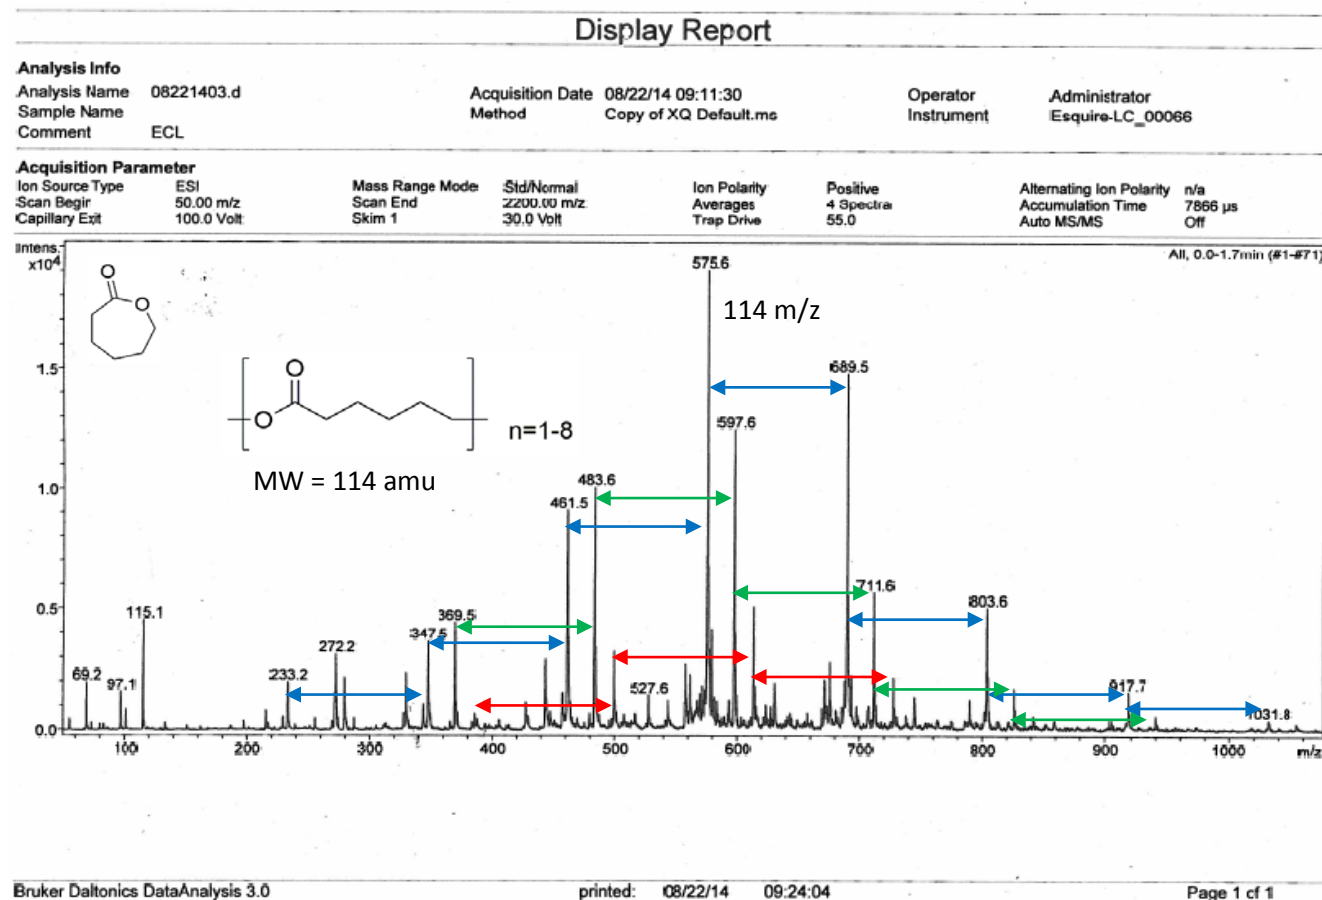 Display Report
Analysis Info
Analysis Name 08221403.d Acquisition Date 08/22/14 09:11:30 Operator Administrator
Sample Name Method Copy of XQ Default.ms Instrument Esquire-LC_00066
Comment ECL
Acquisition Parameter
Ion Source Type ESI Mass Range Mode Std/Normal Ion Polarity Positive Alternating Ion Polarity n/a
Scan Begin 50.00 m/z Scan End 2200.00 m/z Averages 4 Spectra Accumulation Time 7866 µs
Capillary Exit 100.0 Volt Skim 1 30.0 Volt Trap Drive 55.0 Auto MS/MS Off
Intens.
x10⁴
All, 0.0-1.7min (#1-#71)
575.6
O
O
114 m/z
1.5
689.5
O
O
n=1-8
597.6
MW = 114 amu
483.6
1.0
461.5
115.1
0.5
369.5
347.5
711.6
803.6
272.2
233.2
69.2
97.1
527.6
917.7
1031.8
0.0
100 200 300 400 500 600 700 800 900 1000 m/z
Bruker Daltonics DataAnalysis 3.0 printed: 08/22/14 09:24:04 Page 1 of 1